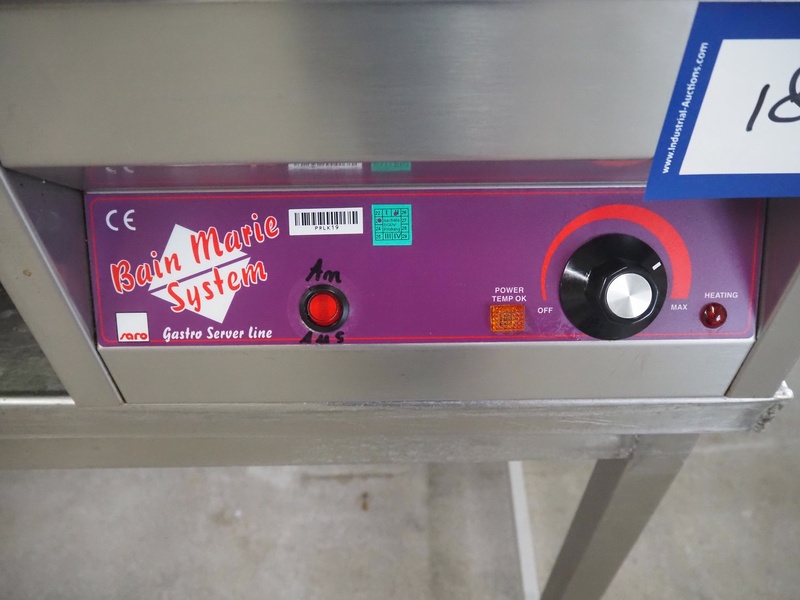 www.Industrial-Auctions.com
CE
Bain Marie
System
PRLK19
An
Aus
POWER
TEMP OK
OFF
MAX
HEATING
saro
Gastro Server Line